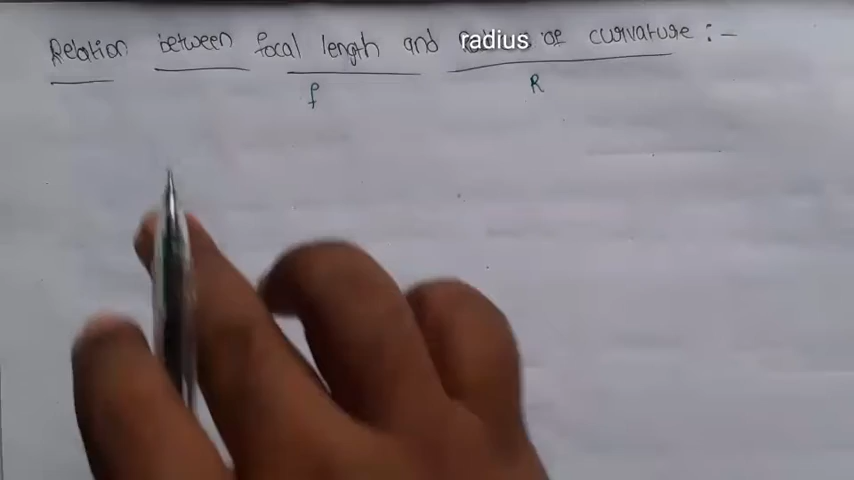 Relation between focal length and radius of curvature :-
f R